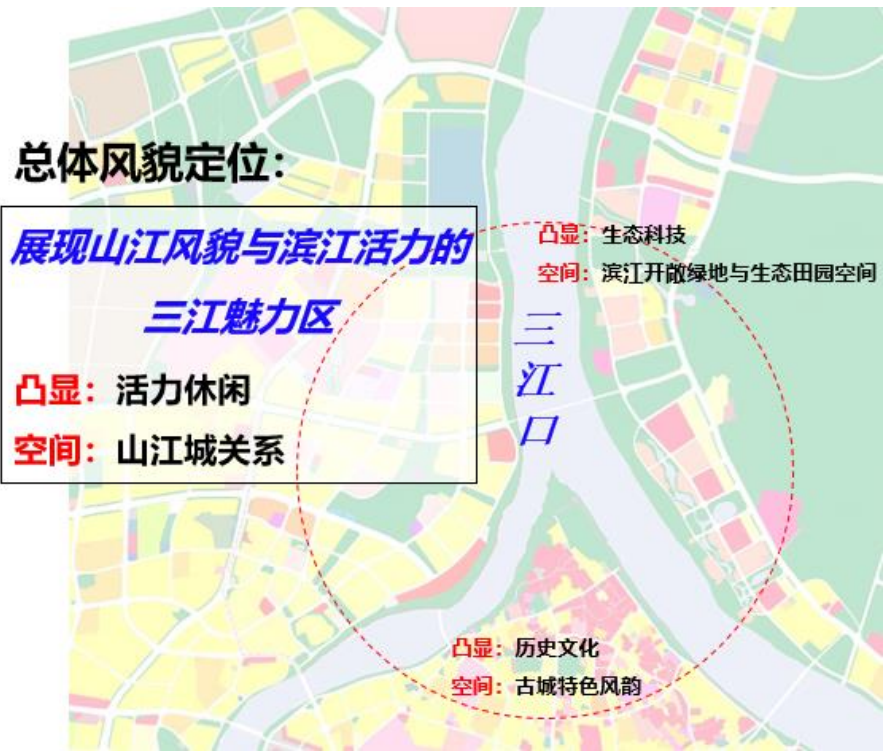 总体风貌定位：
展现山江风貌与滨江活力的
三江魅力区
凸显：活力休闲
空间：山江城关系
凸显：生态科技
空间：滨江开敞绿地与生态田园空间
三
江
口
凸显：历史文化
空间：古城特色风韵